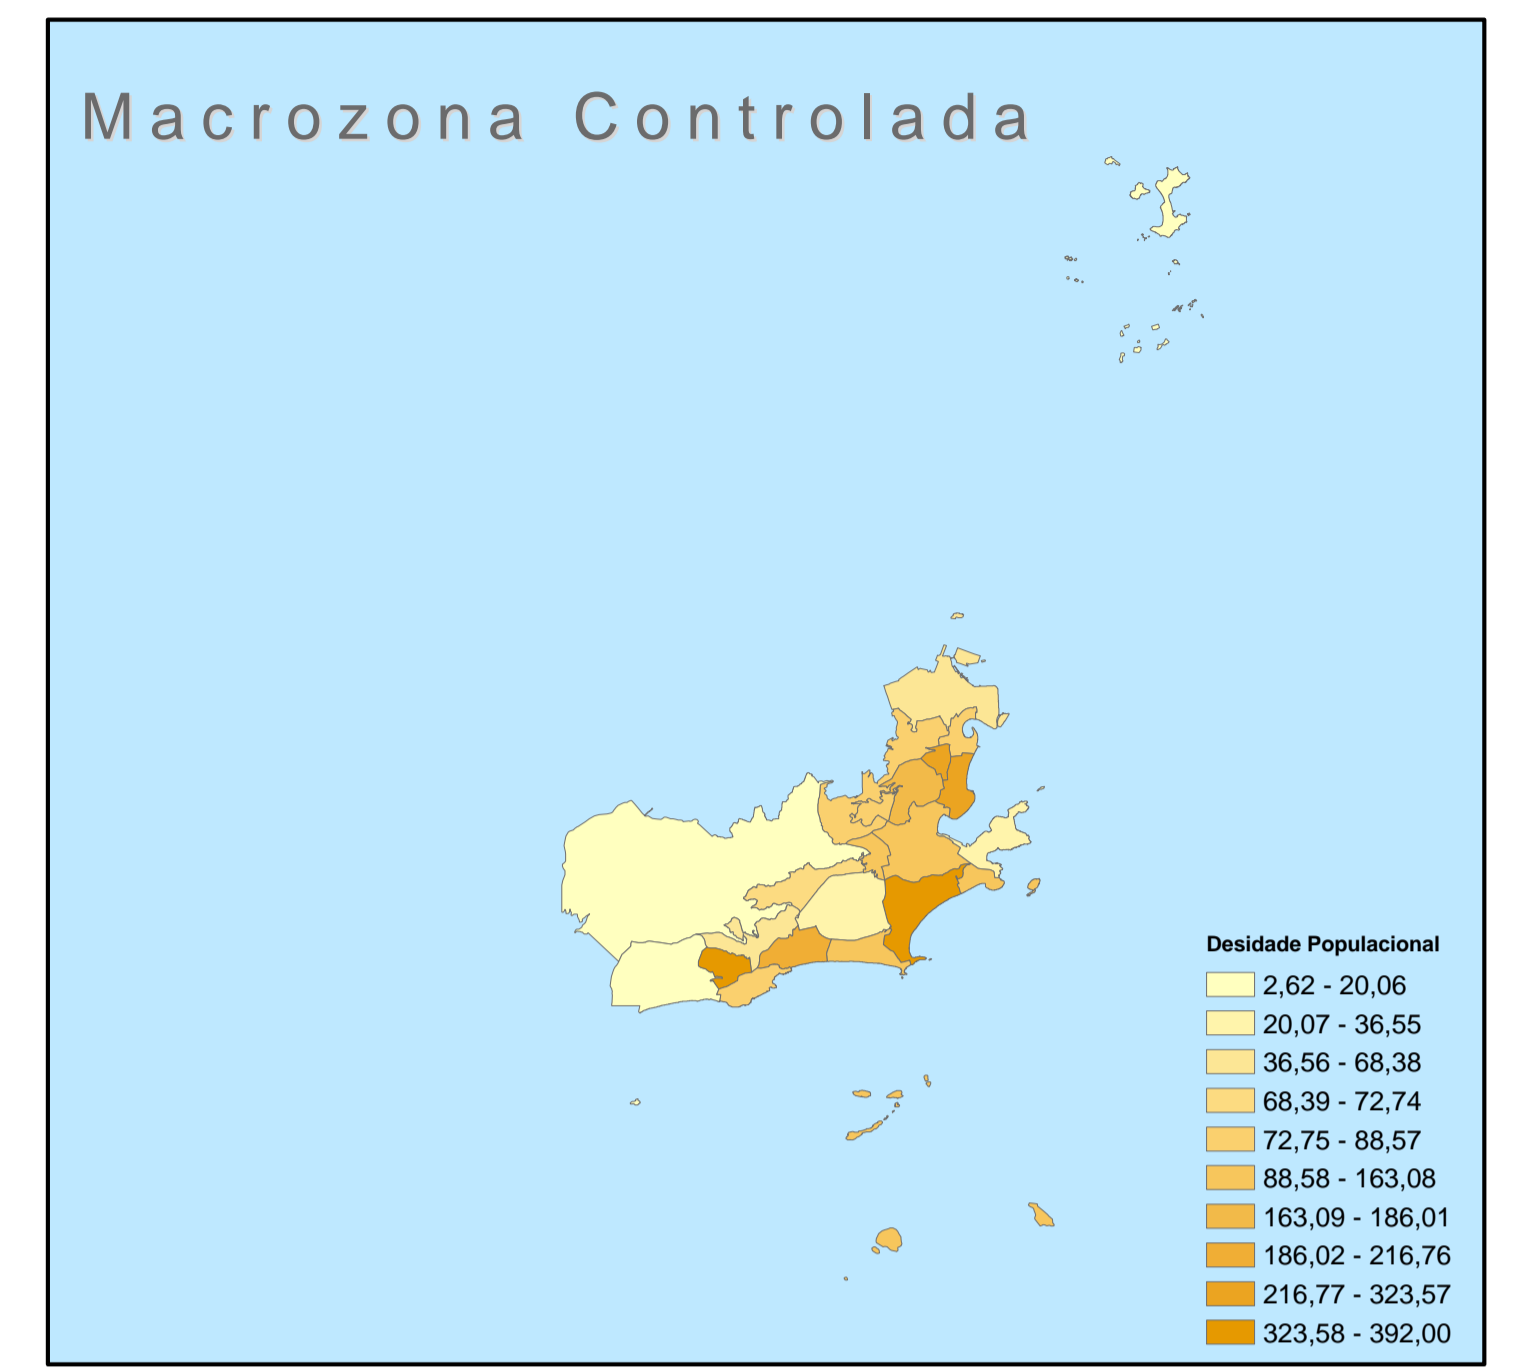 Macrozona Controlada
Desidade Populacional
2,62 - 20,06
20,07 - 36,55
36,56 - 68,38
68,39 - 72,74
72,75 - 88,57
88,58 - 163,08
163,09 - 186,01
186,02 - 216,76
216,77 - 323,57
323,58 - 392,00